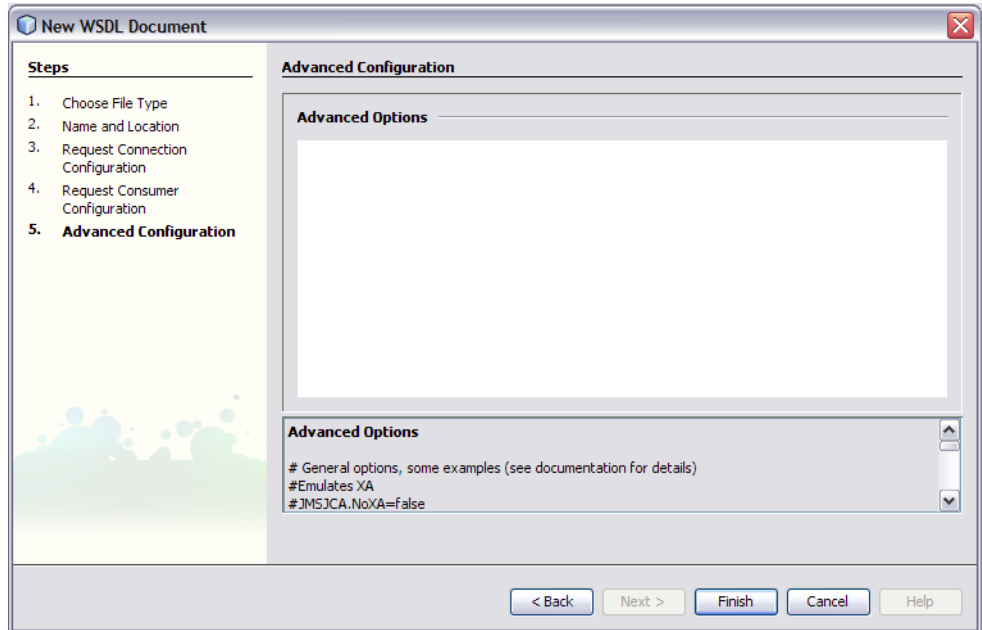 New WSDL Document
Steps
1. Choose File Type
2. Name and Location
3. Request Connection
Configuration
4. Request Consumer
Configuration
5. Advanced Configuration
Advanced Configuration
Advanced Options
Advanced Options
# General options, some examples (see documentation for details)
#Emulates XA
#JMSJCA.NoXA=false
< Back Next > Finish Cancel Help